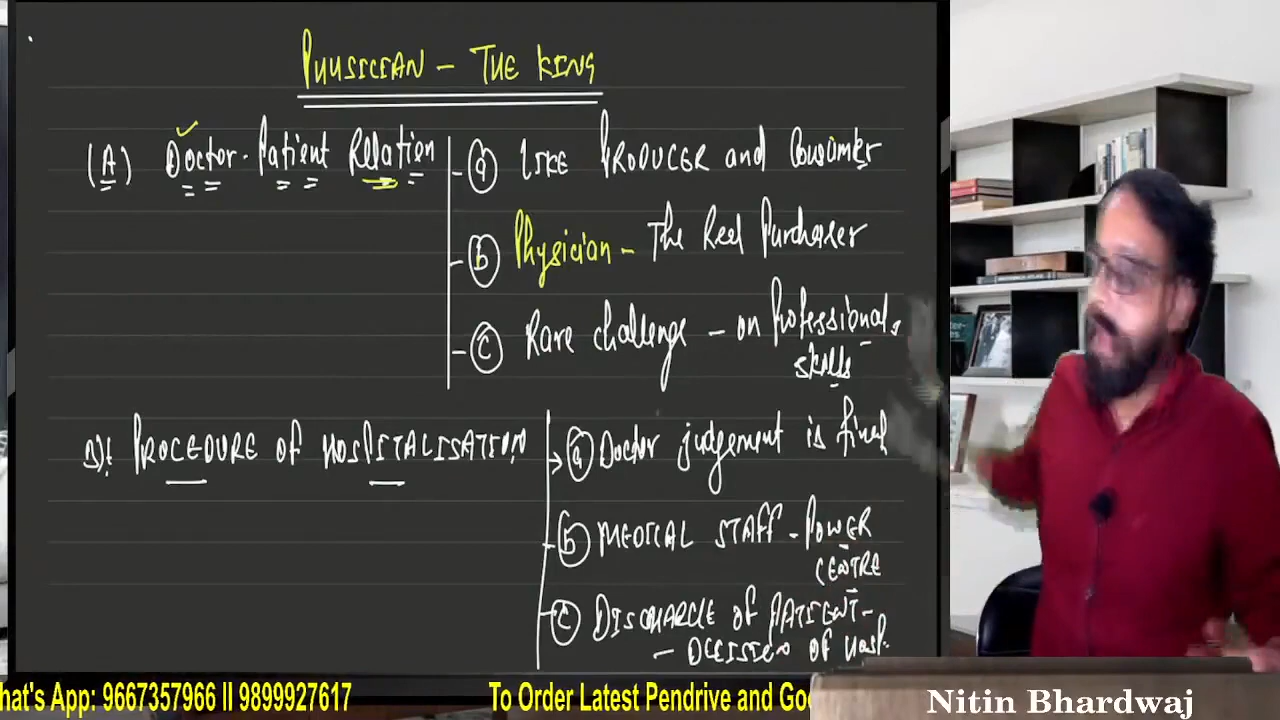 PHYSICIAN - THE KING
(A) Doctor-Patient Relation
(a) LIKE PRODUCER and Consumer
(b) Physician - The Real Purchaser
(c) Rare challenge - on Professionals
skills
B): PROCEDURE OF HOSPITALISATION
(a) Doctor judgement is final
(b) MEDICAL STAFF - POWER
CENTRE
(c) DISCHARGE OF PATIENT-
- DECISION OF HOSP.
hat's App: 9667357966 ll 9899927617
To Order Latest Pendrive and Goo
Nitin Bhardwaj